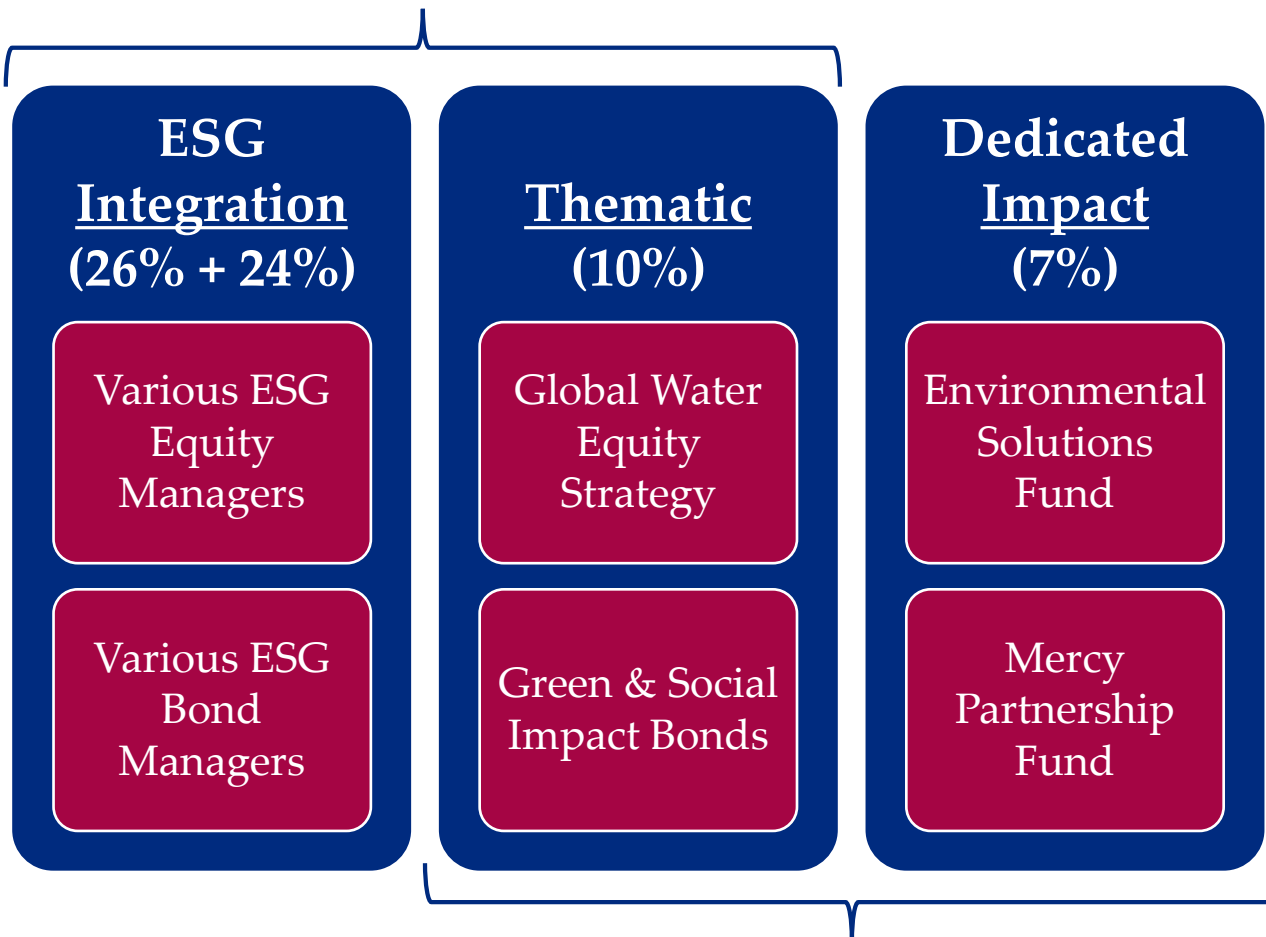 ESG
Integration
(26% + 24%)
Various ESG
Equity
Managers
Various ESG
Bond
Managers
Thematic
(10%)
Global Water
Equity
Strategy
Green & Social
Impact Bonds
Dedicated
Impact
(7%)
Environmental
Solutions
Fund
Mercy
Partnership
Fund